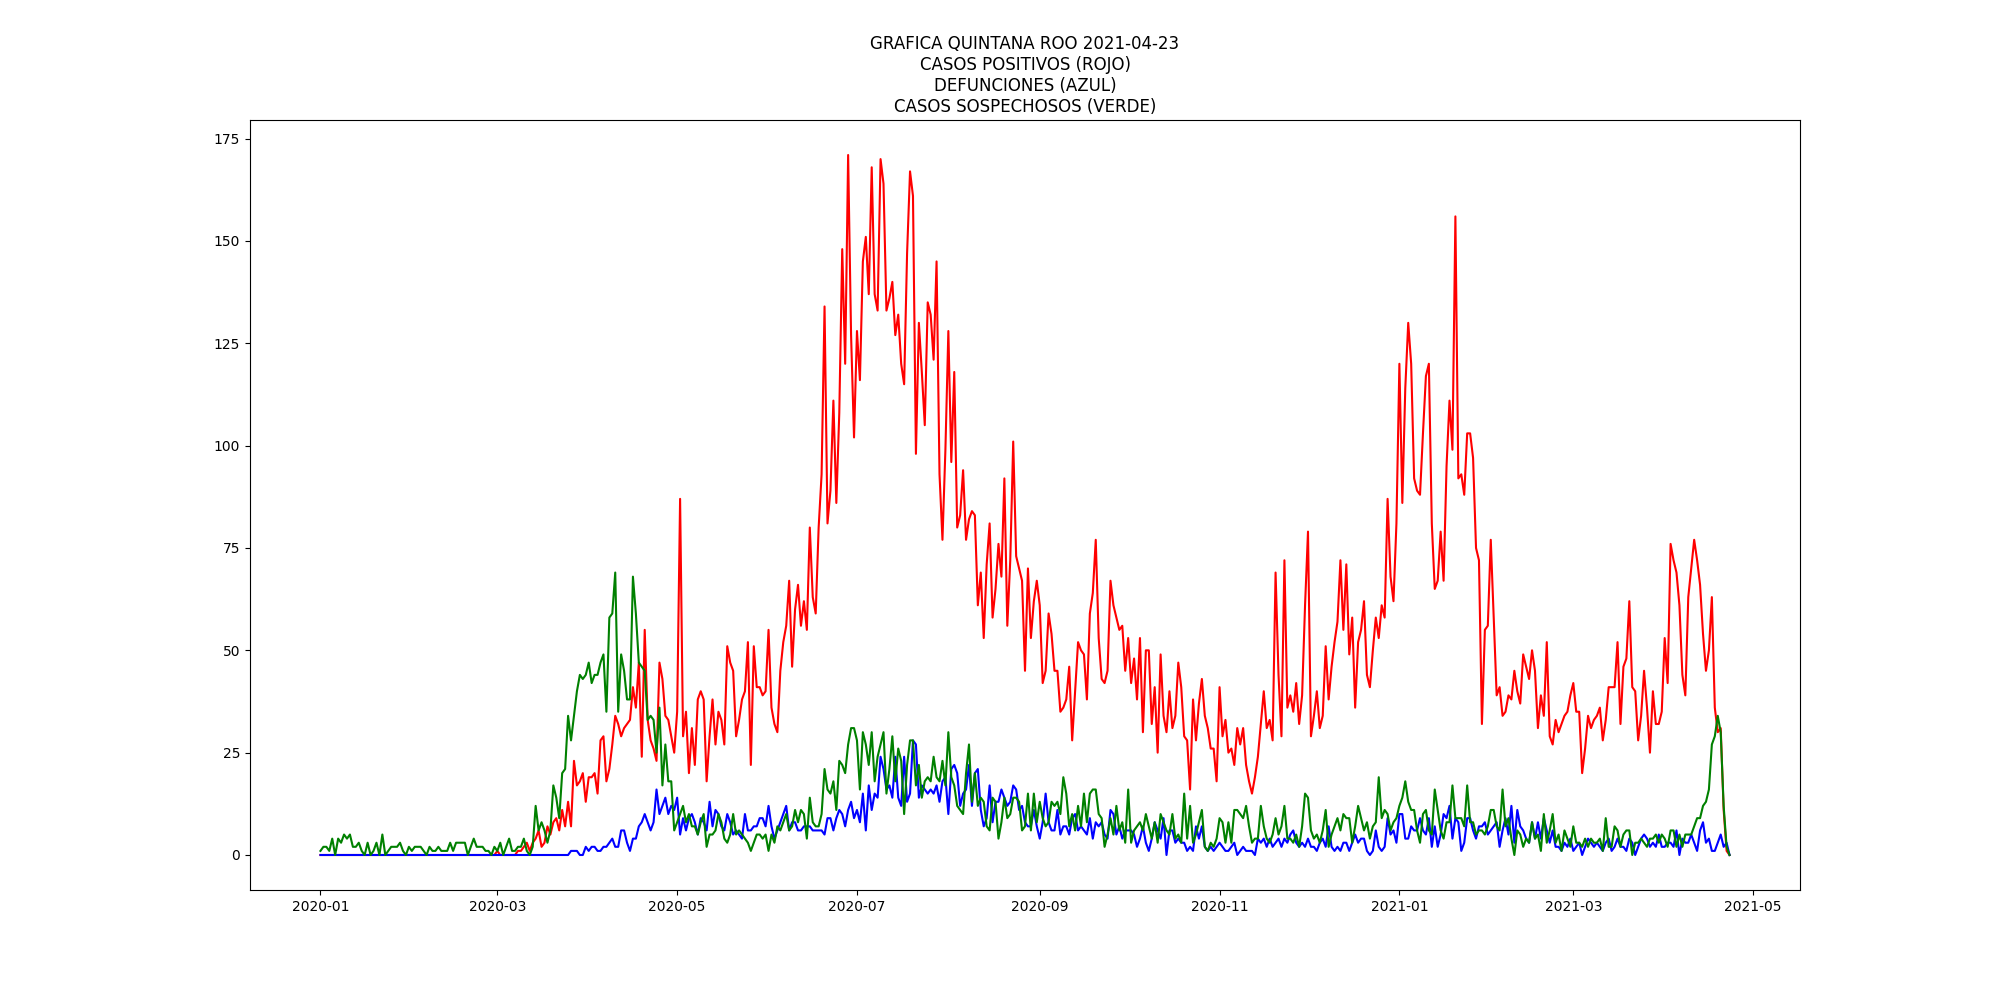 GRAFICA QUINTANA ROO 2021-04-23
CASOS POSITIVOS (ROJO)
DEFUNCIONES (AZUL)
CASOS SOSPECHOSOS (VERDE)
175
150
125
100
75
50
25
0
2020-01 2020-03 2020-05 2020-07 2020-09 2020-11 2021-01 2021-03 2021-05